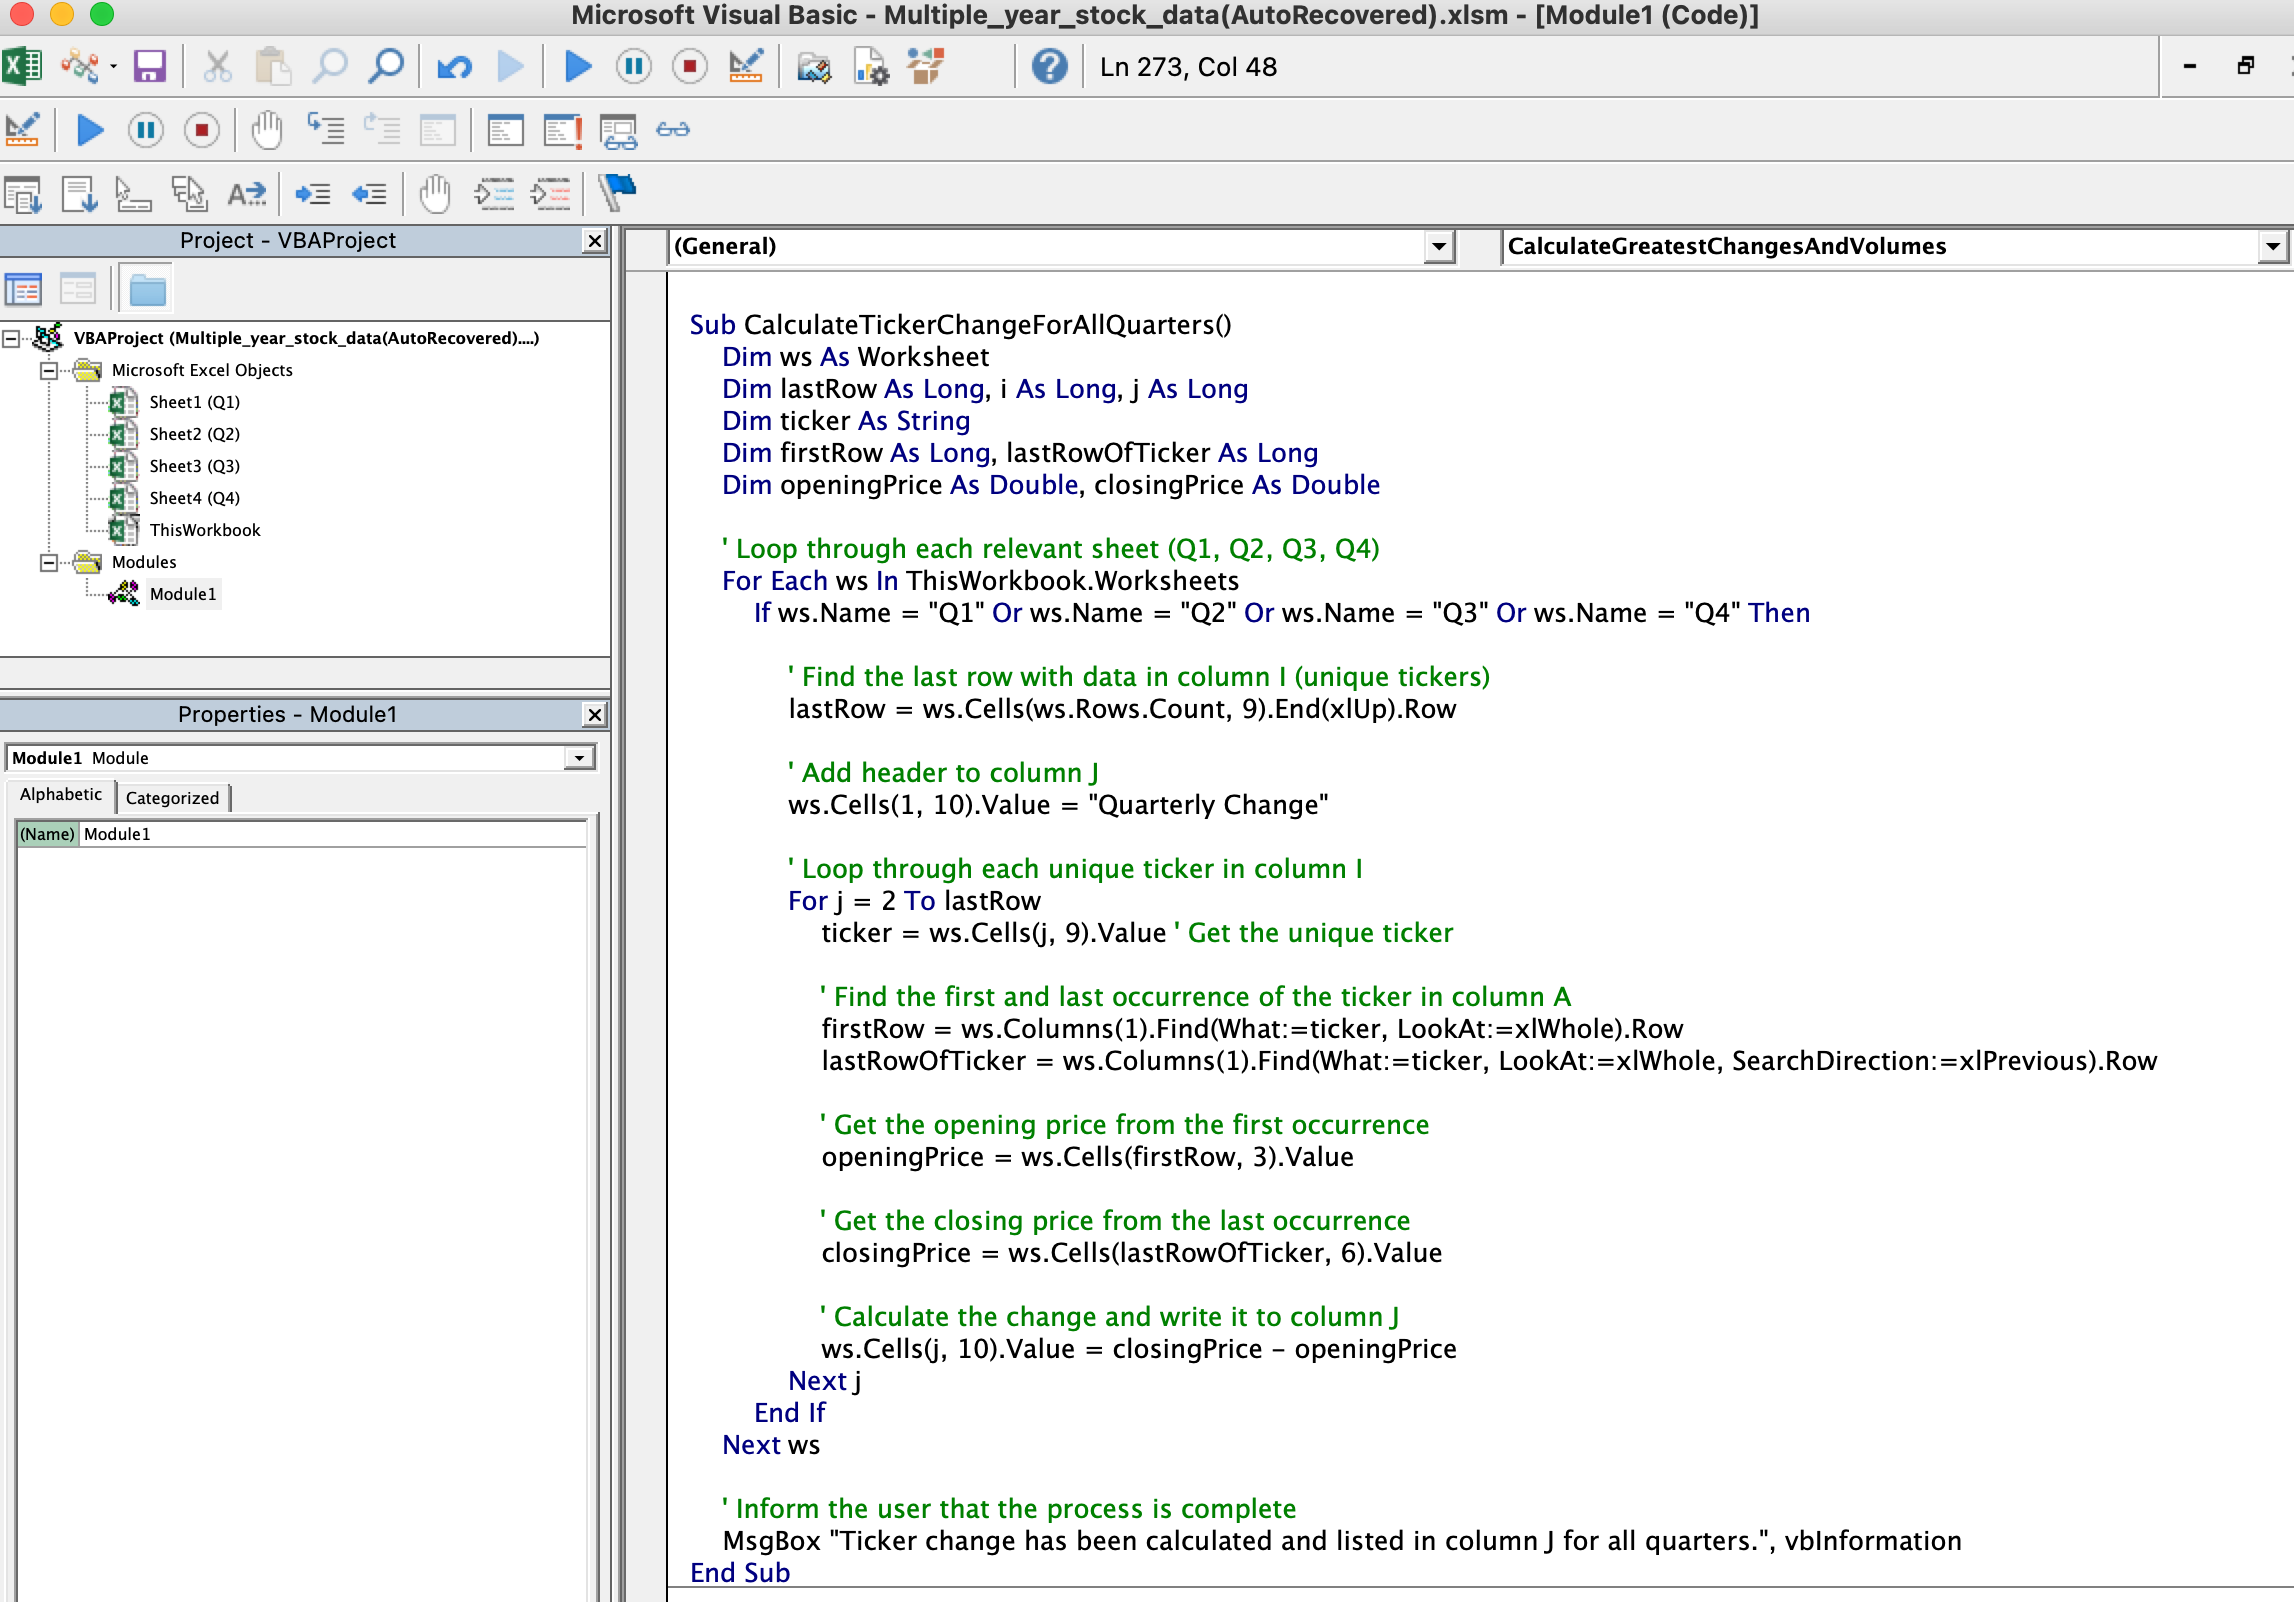 Microsoft Visual Basic - Multiple_year_stock_data(AutoRecovered).xlsm - [Module1 (Code)]
Ln 273, Col 48
Project - VBAProject
VBAProject (Multiple_year_stock_data(AutoRecovered)....)
Microsoft Excel Objects
Sheet1 (Q1)
Sheet2 (Q2)
Sheet3 (Q3)
Sheet4 (Q4)
ThisWorkbook
Modules
Module1
Properties - Module1
Module1 Module
Alphabetic
Categorized
(Name) Module1
(General)
CalculateGreatestChangesAndVolumes
Sub CalculateTickerChangeForAllQuarters()
    Dim ws As Worksheet
    Dim lastRow As Long, i As Long, j As Long
    Dim ticker As String
    Dim firstRow As Long, lastRowOfTicker As Long
    Dim openingPrice As Double, closingPrice As Double
    ' Loop through each relevant sheet (Q1, Q2, Q3, Q4)
    For Each ws In ThisWorkbook.Worksheets
        If ws.Name = "Q1" Or ws.Name = "Q2" Or ws.Name = "Q3" Or ws.Name = "Q4" Then
            ' Find the last row with data in column I (unique tickers)
            lastRow = ws.Cells(ws.Rows.Count, 9).End(xlUp).Row
            ' Add header to column J
            ws.Cells(1, 10).Value = "Quarterly Change"
            ' Loop through each unique ticker in column I
            For j = 2 To lastRow
                ticker = ws.Cells(j, 9).Value ' Get the unique ticker
                ' Find the first and last occurrence of the ticker in column A
                firstRow = ws.Columns(1).Find(What:=ticker, LookAt:=xlWhole).Row
                lastRowOfTicker = ws.Columns(1).Find(What:=ticker, LookAt:=xlWhole, SearchDirection:=xlPrevious).Row
                ' Get the opening price from the first occurrence
                openingPrice = ws.Cells(firstRow, 3).Value
                ' Get the closing price from the last occurrence
                closingPrice = ws.Cells(lastRowOfTicker, 6).Value
                ' Calculate the change and write it to column J
                ws.Cells(j, 10).Value = closingPrice - openingPrice
            Next j
        End If
    Next ws
    ' Inform the user that the process is complete
    MsgBox "Ticker change has been calculated and listed in column J for all quarters.", vbInformation
End Sub